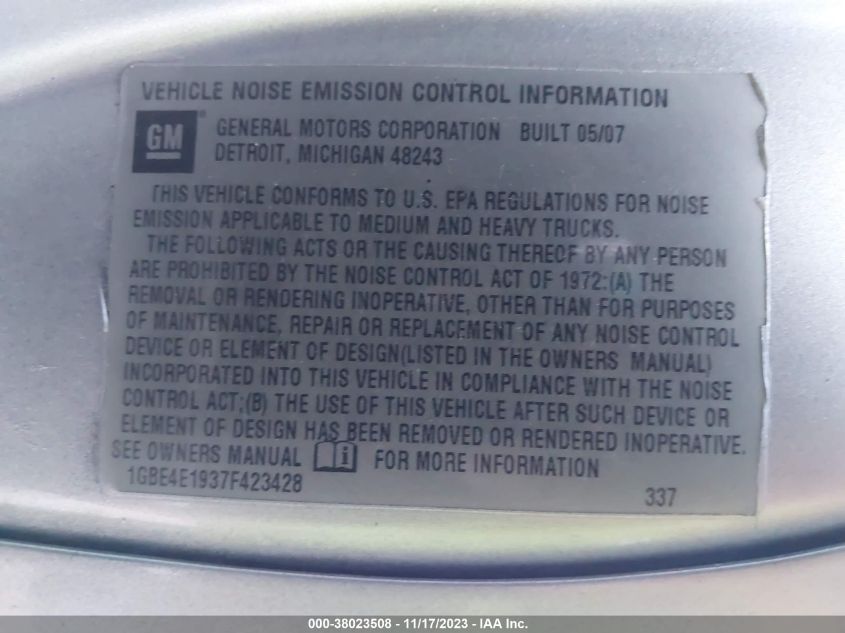 VEHICLE NOISE EMISSION CONTROL INFORMATION
GM®
GENERAL MOTORS CORPORATION BUILT 05/07
DETROIT, MICHIGAN 48243
THIS VEHICLE CONFORMS TO U.S. EPA REGULATIONS FOR NOISE
EMISSION APPLICABLE TO MEDIUM AND HEAVY TRUCKS.
THE FOLLOWING ACTS OR THE CAUSING THEREOF BY ANY PERSON
ARE PROHIBITED BY THE NOISE CONTROL ACT OF 1972:(A) THE
REMOVAL OR RENDERING INOPERATIVE, OTHER THAN FOR PURPOSES
OF MAINTENANCE, REPAIR OR REPLACEMENT OF ANY NOISE CONTROL
DEVICE OR ELEMENT OF DESIGN(LISTED IN THE OWNERS MANUAL)
INCORPORATED INTO THIS VEHICLE IN COMPLIANCE WITH THE NOISE
CONTROL ACT;(B) THE USE OF THIS VEHICLE AFTER SUCH DEVICE OR
ELEMENT OF DESIGN HAS BEEN REMOVED OR RENDERED INOPERATIVE.
SEE OWNERS MANUAL i FOR MORE INFORMATION
1GBE4E1937F423428 337
000-38023508 - 11/17/2023 - IAA Inc.